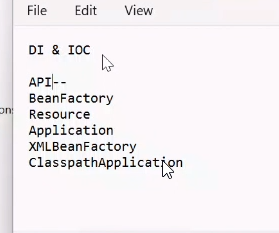 File Edit View
DI & IOC
API--
BeanFactory
Resource
Application
XMLBeanFactory
ClasspathApplication